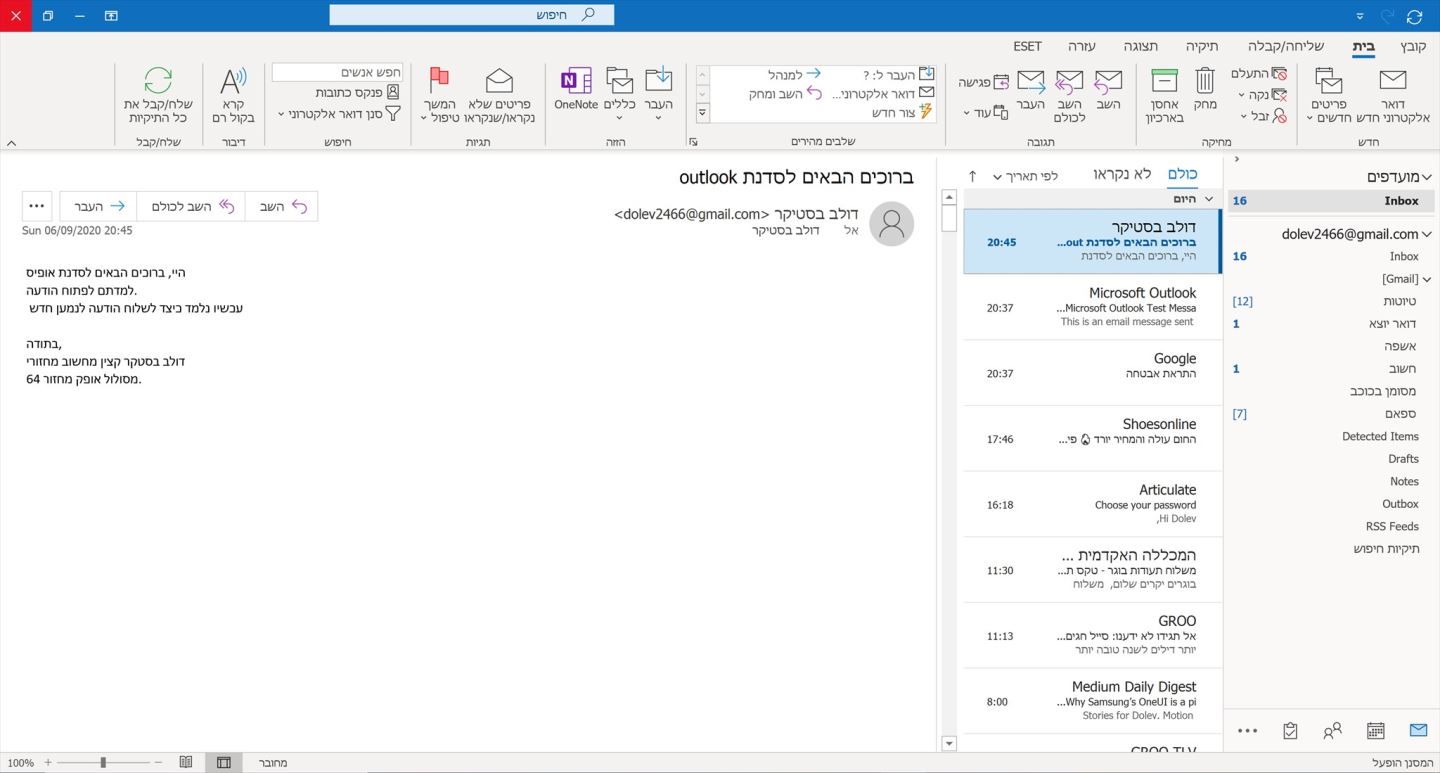 חיפוש
קובץ
בית
שליחה/קבלה
תיקיה
תצוגה
עזרה
ESET
דואר אלקטרוני חדש
פריטים חדשים
חדש
התעלם
נקה
זבל
מחק
אחסן בארכיון
מחיקה
השב
השב לכולם
העבר
פגישה
עוד
תגובה
העבר ל: ?
למנהל
דואר אלקטרוני...
השב ומחק
צור חדש
שלבים מהירים
העבר
כללים
OneNote
הזזה
פריטים שלא נקראו/שנקראו
המשך טיפול
תגיות
חפש אנשים
פנקס כתובות
סנן דואר אלקטרוני
חיפוש
קרא בקול רם
דיבור
שלח/קבל את כל התיקיות
שלח/קבל
מועדפים
Inbox 16
dolev2466@gmail.com
Inbox 16
[Gmail]
טיוטות [12]
דואר יוצא 1
אשפה
חשוב 1
מסומן בכוכב
ספאם [7]
Detected Items
Drafts
Notes
Outbox
RSS Feeds
תיקיות חיפוש
כולם
לא נקראו
לפי תאריך
היום
דולב בסטיקר
ברוכים הבאים לסדנת out... 20:45
היי, ברוכים הבאים לסדנת
Microsoft Outlook
Microsoft Outlook Test Messa... 20:37
This is an email message sent
Google
התראת אבטחה 20:37
Shoesonline
החום עולה והמחיר יורד 🔥 פי... 17:46
Articulate
Choose your password 16:18
Hi Dolev,
המכללה האקדמית ...
משלוח תעודות בוגר - טקס ת... 11:30
בוגרים יקרים שלום, משלוח
GROO
אל תגידו לא ידענו: סייל חגים... 11:13
יותר דילים לשנה טובה יותר
Medium Daily Digest
Why Samsung's OneUI is a pi... 8:00
Stories for Dolev. Motion
GROO TLV
ברוכים הבאים לסדנת outlook
דולב בסטיקר <dolev2466@gmail.com>
אל דולב בסטיקר
השב
השב לכולם
העבר
Sun 06/09/2020 20:45
היי, ברוכים הבאים לסדנת אופיס
למדתם לפתוח הודעה.
עכשיו נלמד כיצד לשלוח הודעה לנמען חדש
בתודה,
דולב בסטקר קצין מחשוב מחזורי
מסלול אופק מחזור 64.
המסנן הופעל
מחובר
100%